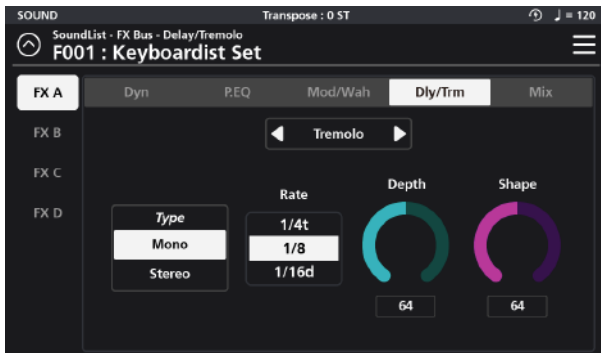 SOUND Transpose : 0 ST ♩ = 120
SoundList - FX Bus - Delay/Tremolo
F001 : Keyboardist Set
FX A Dyn P.EQ Mod/Wah Dly/Trm Mix
FX B Tremolo
FX C
FX D
Rate Depth Shape
Type
Mono
Stereo
1/4t
1/8
1/16d
64 64